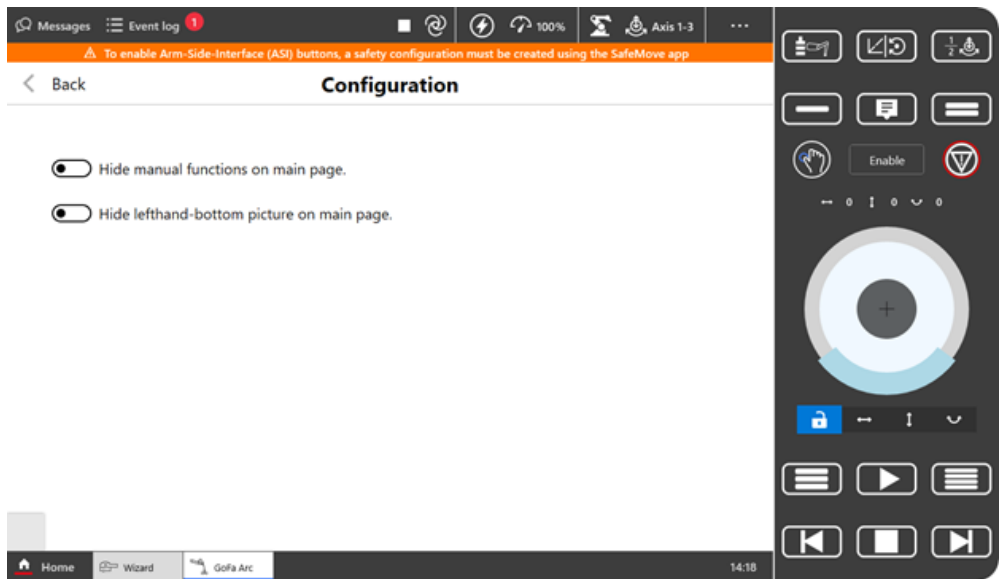 Messages Event log 1 100% Axis 1-3 ...
To enable Arm-Side-Interface (ASI) buttons, a safety configuration must be created using the SafeMove app
Back Configuration
Hide manual functions on main page.
Hide lefthand-bottom picture on main page.
Home Wizard GoFa Arc 14:18
1
2
Enable
0 0 0